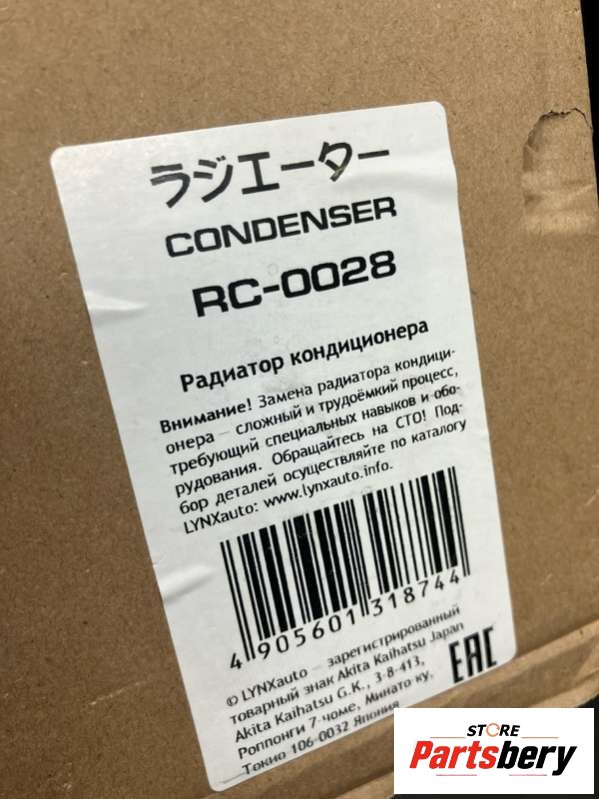 ラジエーター
CONDENSER
RC-0028
Радиатор кондиционера
Внимание! Замена радиатора кондици-
онера – сложный и трудоёмкий процесс,
требующий специальных навыков и обо-
рудования. Обращайтесь на СТО! Под-
бор деталей осуществляйте по каталогу
LYNXauto: www.lynxauto.info.
4905601318744
© LYNXauto – зарегистрированный
товарный знак Akita Kaihatsu Japan
Akita Kaihatsu G.K., 3-8-413,
Роппонги 7-чоме, Минато-ку,
Токио 106-0032 Япония
EAC
STORE
Partsbery